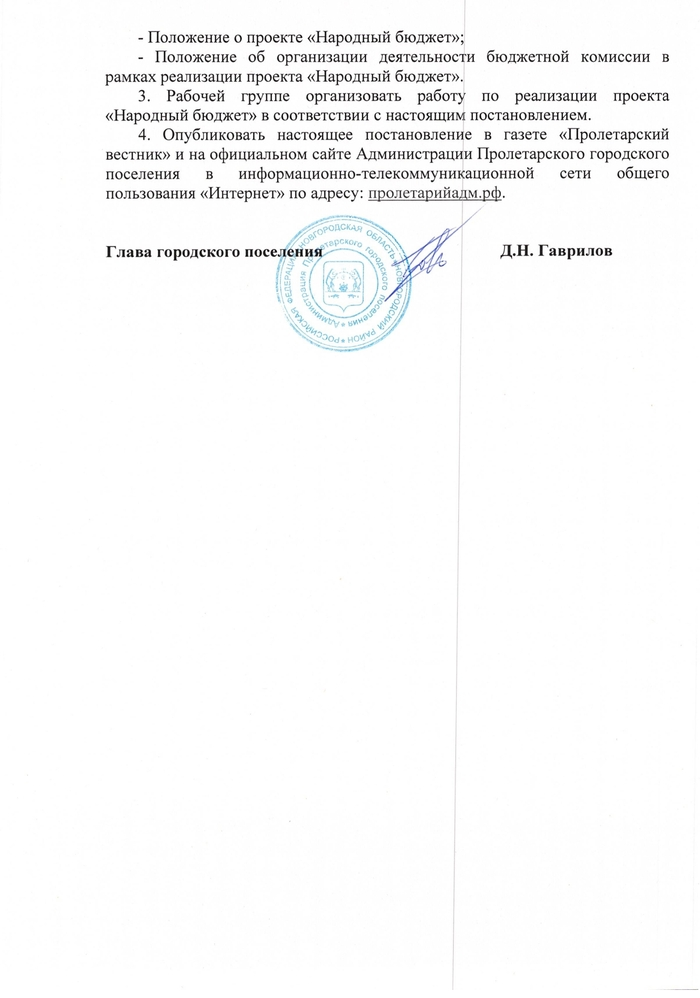 - Положение о проекте «Народный бюджет»;
- Положение об организации деятельности бюджетной комиссии в
рамках реализации проекта «Народный бюджет».
3. Рабочей группе организовать работу по реализации проекта
«Народный бюджет» в соответствии с настоящим постановлением.
4. Опубликовать настоящее постановление в газете «Пролетарский
вестник» и на официальном сайте Администрации Пролетарского городского
поселения в информационно-телекоммуникационной сети общего
пользования «Интернет» по адресу: пролетарийадм.рф.
Глава городского поселения
Д.Н. Гаврилов
РОССИЙСКАЯ ФЕДЕРАЦИЯ НОВГОРОДСКАЯ ОБЛАСТЬ НОВГОРОДСКИЙ РАЙОН
Администрация Пролетарского городского поселения